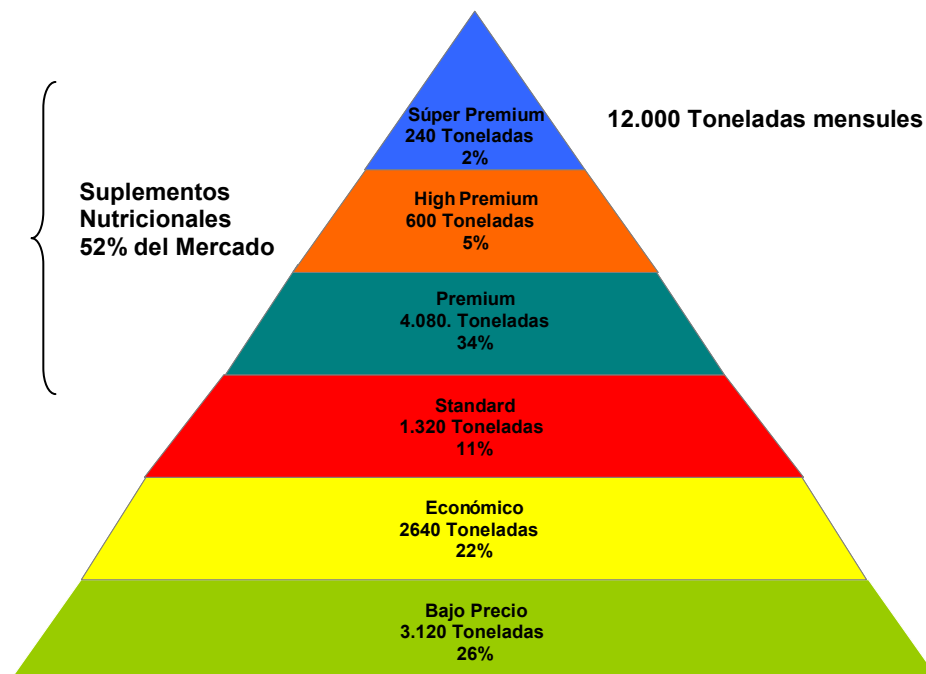 Súper Premium
240 Toneladas
2%
12.000 Toneladas mensules
Suplementos
Nutricionales
52% del Mercado
High Premium
600 Toneladas
5%
Premium
4.080. Toneladas
34%
Standard
1.320 Toneladas
11%
Económico
2640 Toneladas
22%
Bajo Precio
3.120 Toneladas
26%